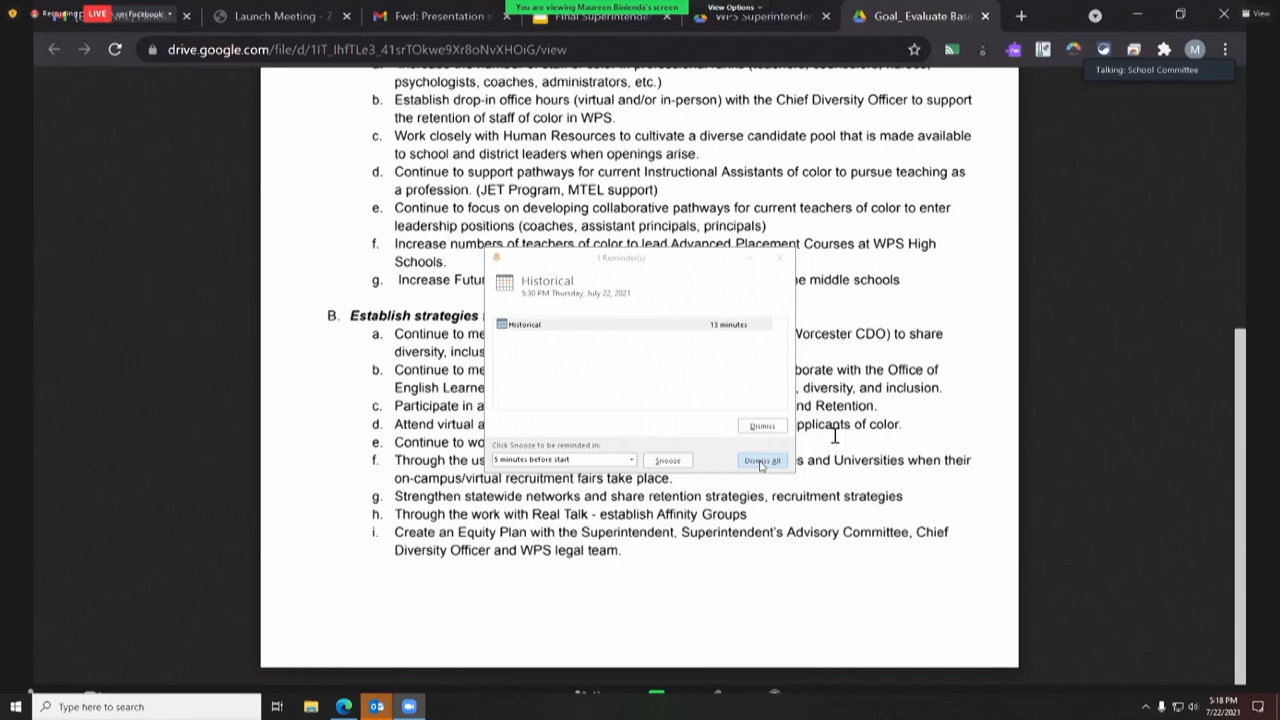 You are viewing Maureen Binienda's screen
View Options
Recording
LIVE
on Facebook
Launch Meeting - Z
Fwd: Presentation s
Final Superintender
WPS Superintender
Goal_ Evaluate Base
View
drive.google.com/file/d/1IT_IhfTLe3_41srTOkwe9Xr8oNvXHOiG/view
M
Talking: School Committee
psychologists, coaches, administrators, etc.)
b. Establish drop-in office hours (virtual and/or in-person) with the Chief Diversity Officer to support
the retention of staff of color in WPS.
c. Work closely with Human Resources to cultivate a diverse candidate pool that is made available
to school and district leaders when openings arise.
d. Continue to support pathways for current Instructional Assistants of color to pursue teaching as
a profession. (JET Program, MTEL support)
e. Continue to focus on developing collaborative pathways for current teachers of color to enter
leadership positions (coaches, assistant principals, principals)
f. Increase numbers of teachers of color to lead Advanced Placement Courses at WPS High
Schools.
g. Increase Futu
e middle schools
B. Establish strategies
a. Continue to me
Worcester CDO) to share
diversity, inclus
b. Continue to me
borate with the Office of
English Learne
, diversity, and inclusion.
c. Participate in a
nd Retention.
d. Attend virtual a
pplicants of color.
e. Continue to wo
f. Through the us
s and Universities when their
on-campus/virtual recruitment fairs take place.
g. Strengthen statewide networks and share retention strategies, recruitment strategies
h. Through the work with Real Talk - establish Affinity Groups
i. Create an Equity Plan with the Superintendent, Superintendent's Advisory Committee, Chief
Diversity Officer and WPS legal team.
1 Reminder(s)
Historical
5:30 PM Thursday, July 22, 2021
Historical 13 minutes
Dismiss
Click Snooze to be reminded in:
5 minutes before start
Snooze
Dismiss All
Type here to search
5:18 PM
7/22/2021